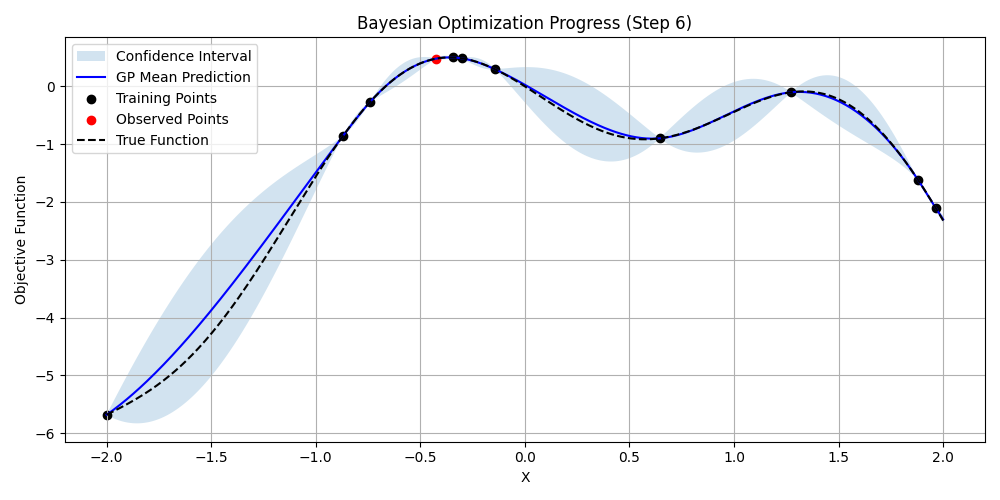 Bayesian Optimization Progress (Step 6)
Confidence Interval
GP Mean Prediction
Training Points
Observed Points
True Function
Objective Function
0
−1
−2
−3
−4
−5
−6
−2.0 −1.5 −1.0 −0.5 0.0 0.5 1.0 1.5 2.0
X